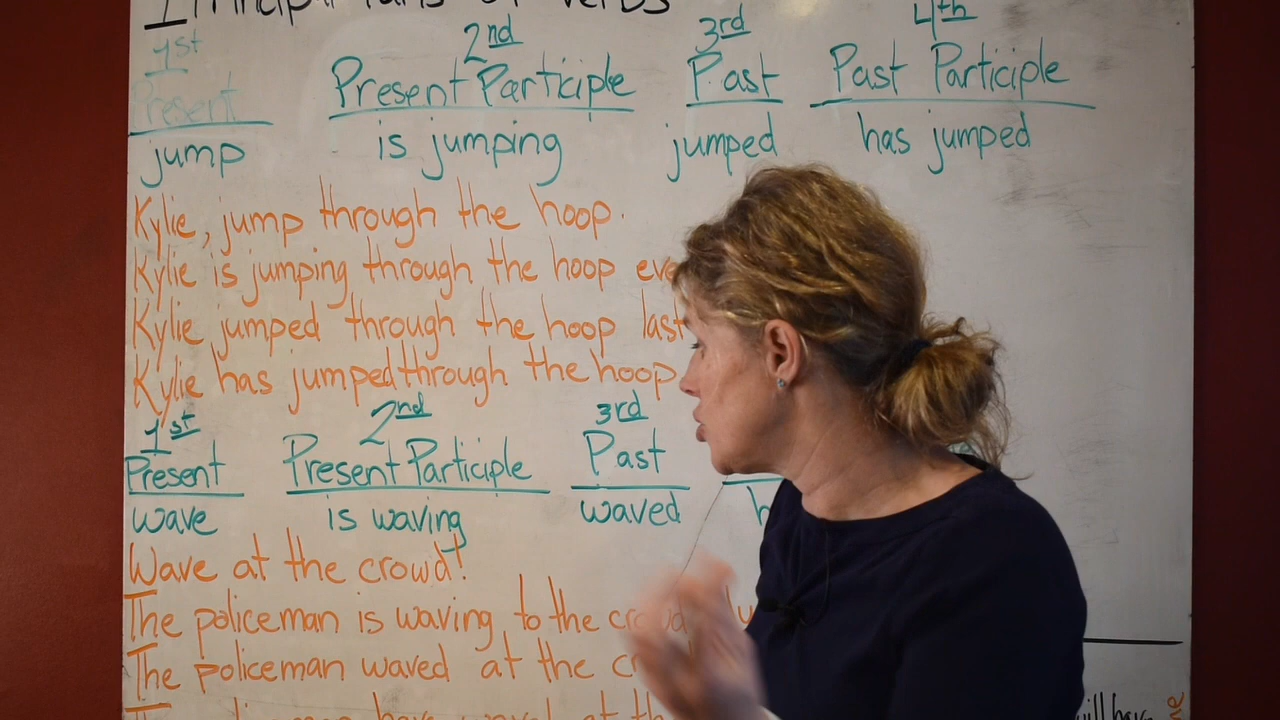 Principal Parts of Verbs
1st 2nd 3rd 4th
Present Present Participle Past Past Participle
jump is jumping jumped has jumped
Kylie, jump through the hoop.
Kylie is jumping through the hoop
Kylie jumped through the hoop last
Kylie has jumped through the hoop
1st 2nd 3rd
Present Present Participle Past
wave is waving waved
Wave at the crowd!
The policeman is waving to the
The policeman waved at the